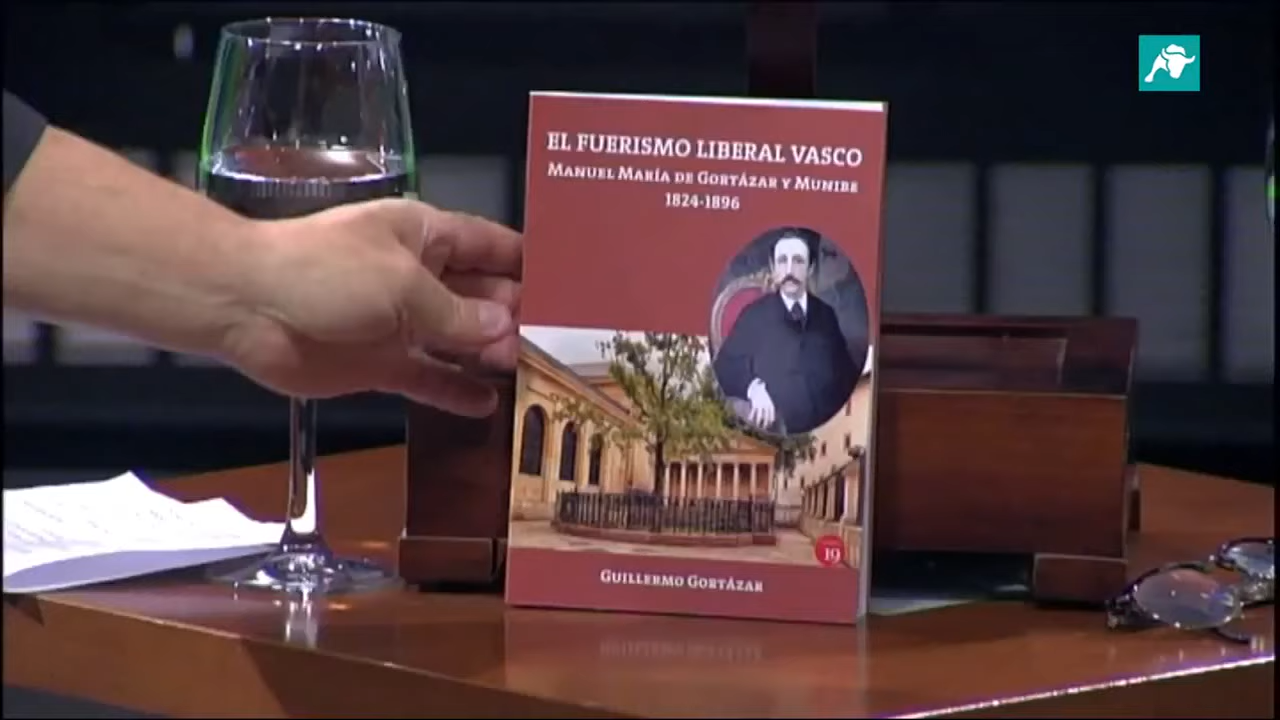 EL FUERISMO LIBERAL VASCO
MANUEL MARÍA DE GORTÁZAR Y MUNIBE
1824-1896
19
GUILLERMO GORTÁZAR